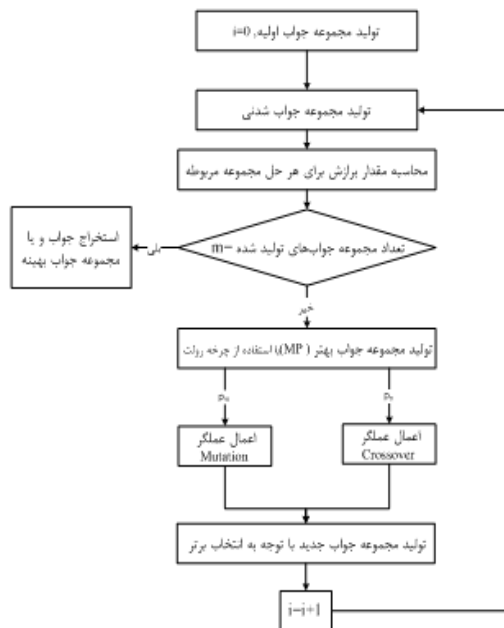 تولید مجموعه جواب اولیه, i=0
تولید مجموعه جواب شدنی
محاسبه مقدار برازش برای هر حل مجموعه مربوطه
تعداد مجموعه جواب‌های تولید شده =m
بلی
استخراج جواب و یا
مجموعه جواب بهینه
خیر
تولید مجموعه جواب بهتر (MP)با استفاده از چرخه رولت
اعمال عملگر
Mutation
اعمال عملگر
Crossover
تولید مجموعه جواب جدید با توجه به انتخاب برتر
i=i+1